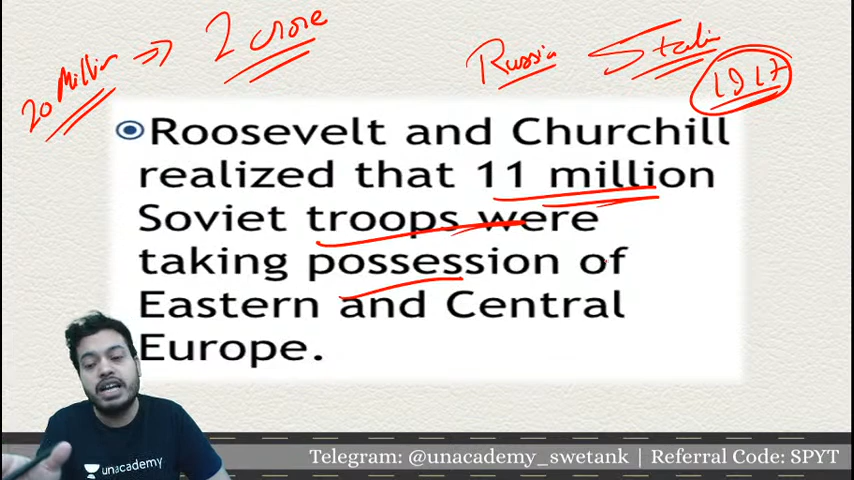 20 Million => 2 crore
Russia Stalin
1917
Roosevelt and Churchill
realized that 11 million
Soviet troops were
taking possession of
Eastern and Central
Europe.
unacademy
Telegram: @unacademy_swetank | Referral Code: SPYT